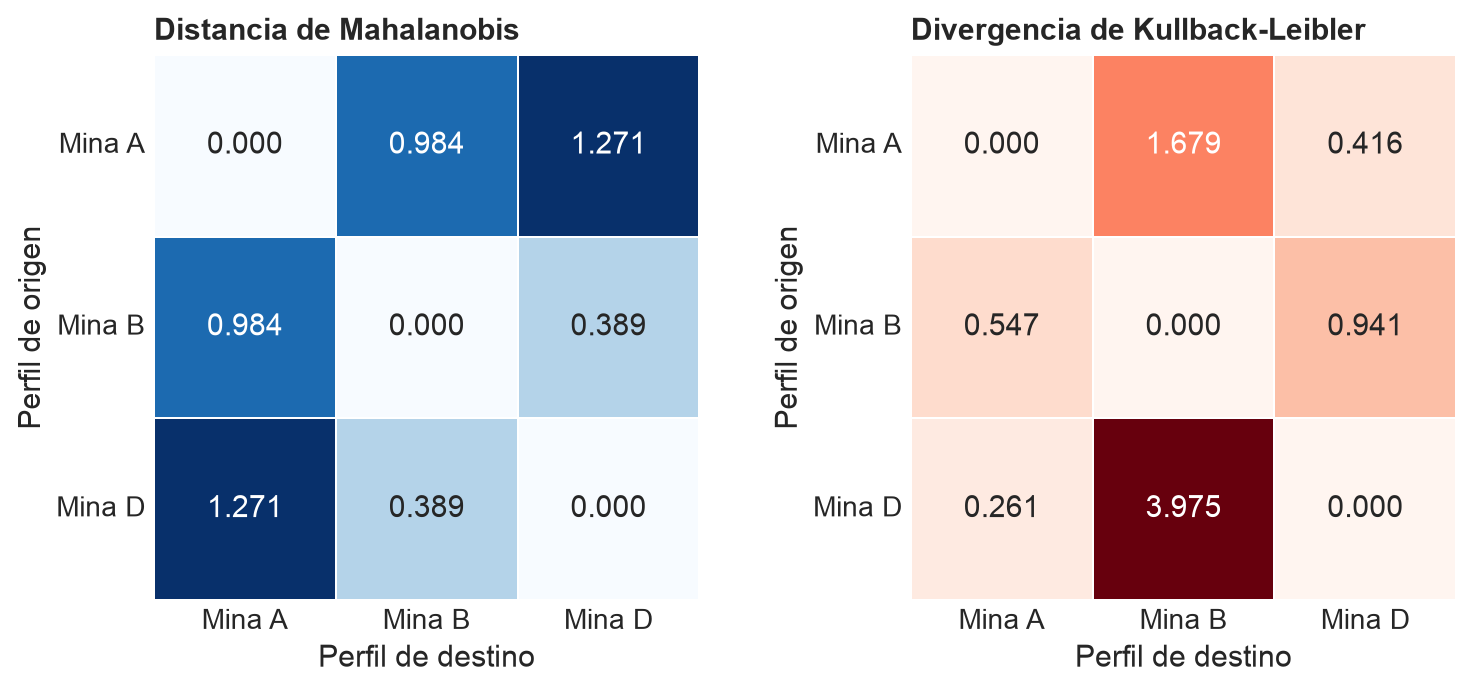 Distancia de Mahalanobis
Perfil de origen
Mina A
0.000 0.984 1.271
Mina B
0.984 0.000 0.389
Mina D
1.271 0.389 0.000
Mina A Mina B Mina D
Perfil de destino
Divergencia de Kullback-Leibler
Perfil de origen
Mina A
0.000 1.679 0.416
Mina B
0.547 0.000 0.941
Mina D
0.261 3.975 0.000
Mina A Mina B Mina D
Perfil de destino